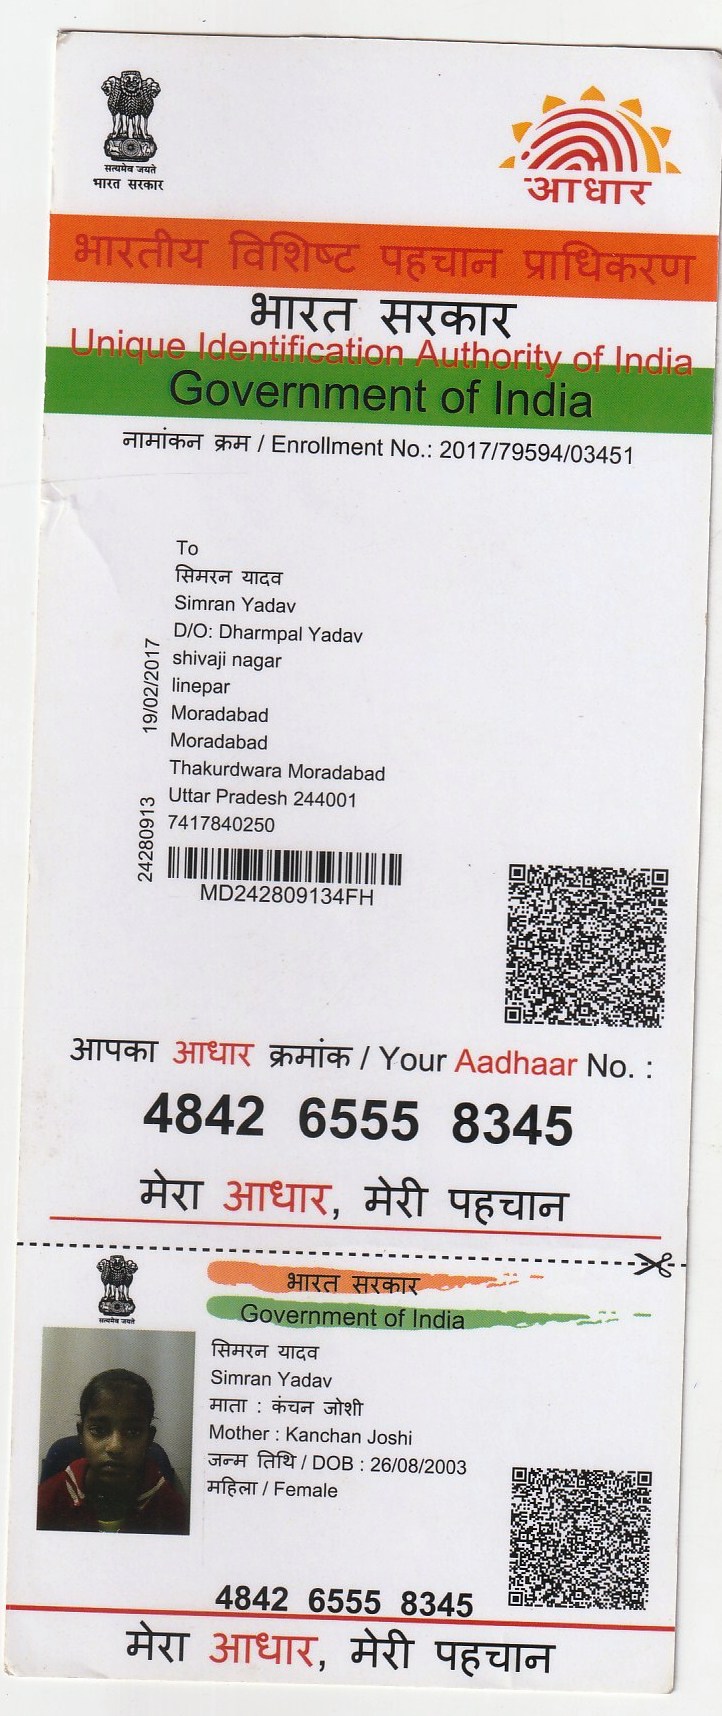 सत्यमेव जयते
भारत सरकार
आधार
भारतीय विशिष्ट पहचान प्राधिकरण
भारत सरकार
Unique Identification Authority of India
Government of India
नामांकन क्रम / Enrollment No.: 2017/79594/03451
To
सिमरन यादव
Simran Yadav
D/O: Dharmpal Yadav
shivaji nagar
linepar
Moradabad
Moradabad
Thakurdwara Moradabad
Uttar Pradesh 244001
7417840250
19/02/2017
24280913
MD242809134FH
आपका आधार क्रमांक / Your Aadhaar No. :
4842 6555 8345
मेरा आधार, मेरी पहचान
सत्यमेव जयते
भारत सरकार
Government of India
सिमरन यादव
Simran Yadav
माता : कंचन जोशी
Mother : Kanchan Joshi
जन्म तिथि / DOB : 26/08/2003
महिला / Female
4842 6555 8345
मेरा आधार, मेरी पहचान